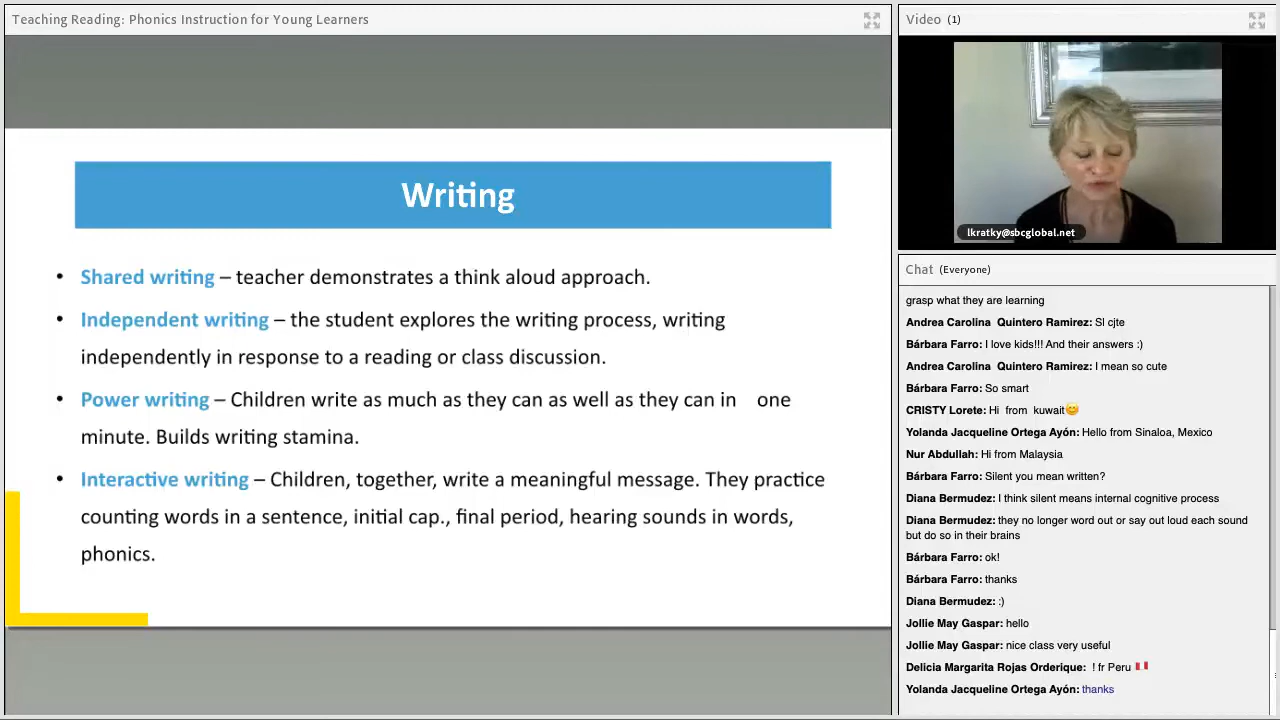 Teaching Reading: Phonics Instruction for Young Learners
Writing
• Shared writing – teacher demonstrates a think aloud approach.
• Independent writing – the student explores the writing process, writing
independently in response to a reading or class discussion.
• Power writing – Children write as much as they can as well as they can in one
minute. Builds writing stamina.
• Interactive writing – Children, together, write a meaningful message. They practice
counting words in a sentence, initial cap., final period, hearing sounds in words,
phonics.
Video (1)
lkratky@sbcglobal.net
Chat (Everyone)
grasp what they are learning
Andrea Carolina Quintero Ramirez: Sl cjte
Bárbara Farro: I love kids!!! And their answers :)
Andrea Carolina Quintero Ramirez: I mean so cute
Bárbara Farro: So smart
CRISTY Lorete: Hi from kuwait😊
Yolanda Jacqueline Ortega Ayón: Hello from Sinaloa, Mexico
Nur Abdullah: Hi from Malaysia
Bárbara Farro: Silent you mean written?
Diana Bermudez: I think silent means internal cognitive process
Diana Bermudez: they no longer word out or say out loud each sound
but do so in their brains
Bárbara Farro: ok!
Bárbara Farro: thanks
Diana Bermudez: :)
Jollie May Gaspar: hello
Jollie May Gaspar: nice class very useful
Delicia Margarita Rojas Orderique: ! fr Peru 🇵🇪
Yolanda Jacqueline Ortega Ayón: thanks